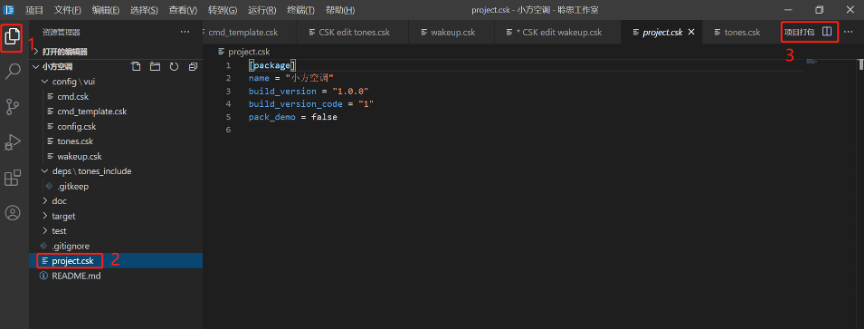 项目 文件(F) 编辑(E) 选择(S) 查看(V) 转到(G) 运行(R) 终端(T) 帮助(H) project.csk - 小方空调 - 聆思工作室
1
资源管理器 ···
打开的编辑器
小方空调
config\vui
cmd.csk
cmd_template.csk
config.csk
tones.csk
wakeup.csk
deps\tones_include
.gitkeep
doc
target
test
.gitignore
project.csk 2
README.md
cmd_template.csk CSK edit tones.csk wakeup.csk * CSK edit wakeup.csk project.csk tones.csk 项目打包 ···
3
project.csk
1 [package]
2 name = "小方空调"
3 build_version = "1.0.0"
4 build_version_code = "1"
5 pack_demo = false
6